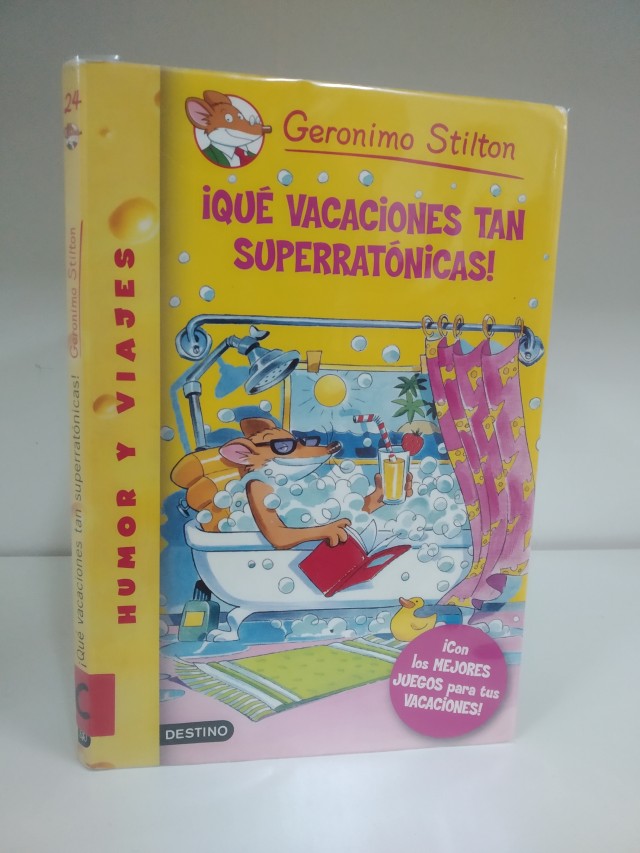 24
Geronimo Stilton
¡Qué vacaciones tan superratónicas!
C
HUMOR Y VIAJES
Geronimo Stilton
¡QUÉ VACACIONES TAN
SUPERRATÓNICAS!
¡Con
los MEJORES
JUEGOS para tus
VACACIONES!
DESTINO